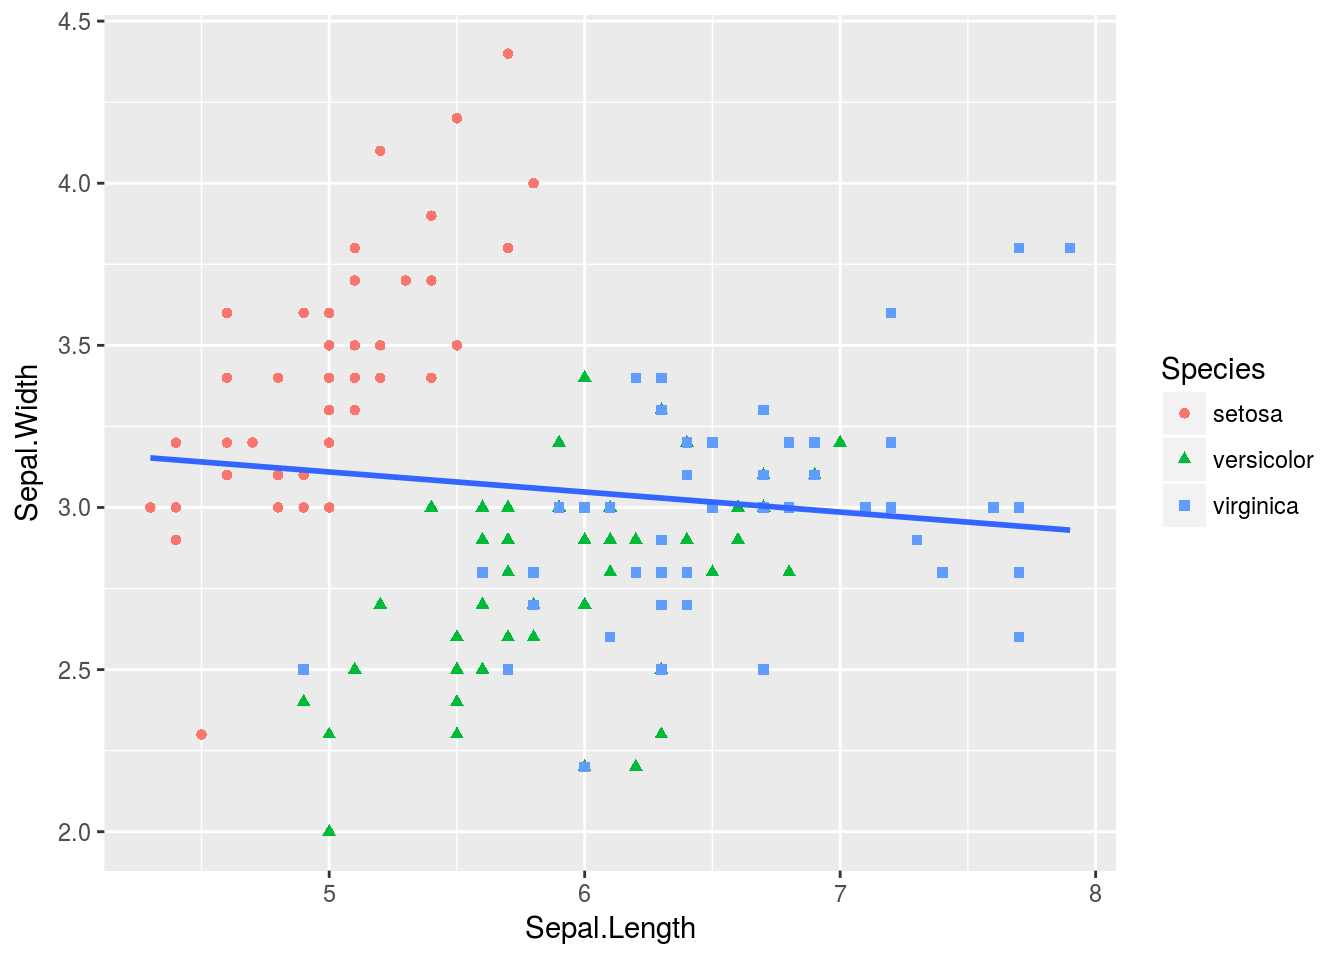 4.5
4.0
3.5
3.0
2.5
2.0
Sepal.Width
5 6 7 8
Sepal.Length
Species
setosa
versicolor
virginica